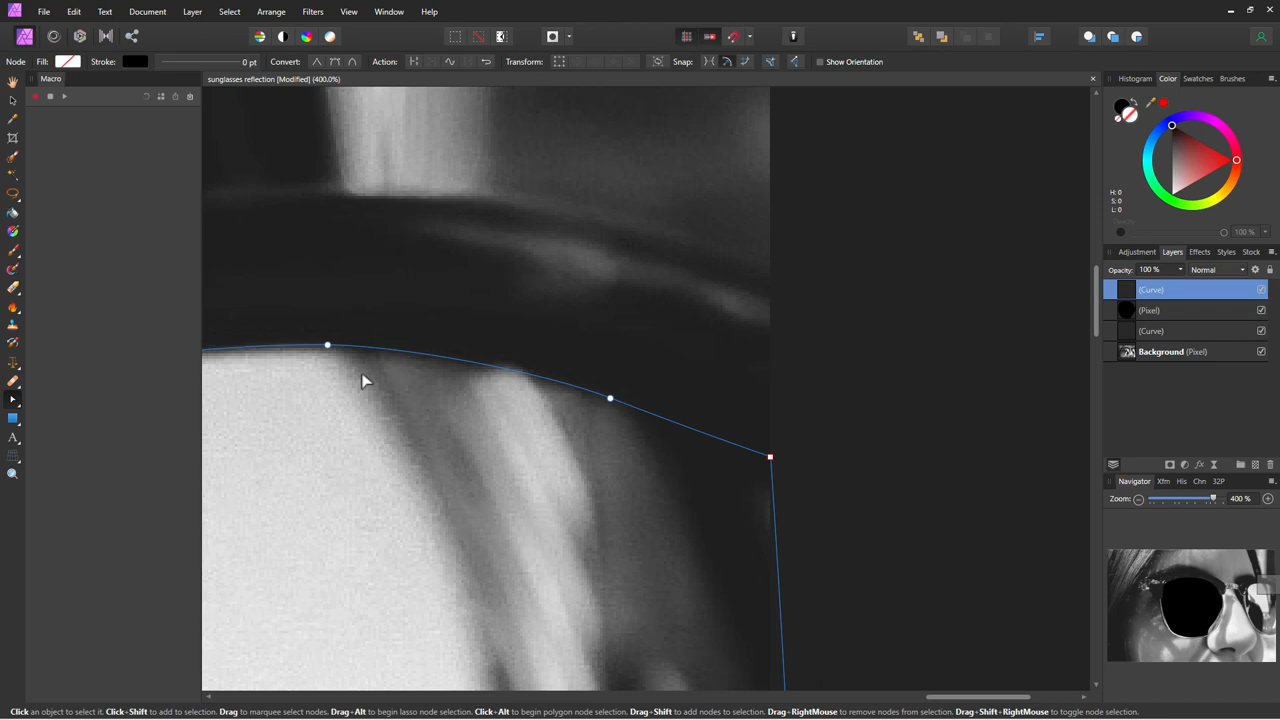 File Edit Text Document Layer Select Arrange Filters View Window Help
Node Fill: Stroke: 0 pt Convert: Action: Transform: Snap: Show Orientation
Macro
sunglasses reflection [Modified] (400.0%)
Histogram Color Swatches Brushes
H: 0
S: 0
L: 0
Opacity:
100 %
Adjustment Layers Effects Styles Stock
Opacity: 100 % Normal
(Curve)
(Pixel)
(Curve)
Background (Pixel)
Navigator Xfm His Chn 32P
Zoom: 400 %
Click an object to select it. Click+Shift to add to selection. Drag to marquee select nodes. Drag+Alt to begin lasso node selection. Click+Alt to begin polygon node selection. Drag+Shift to add nodes to selection. Drag+RightMouse to remove nodes from selection. Drag+Shift+RightMouse to toggle node selection.